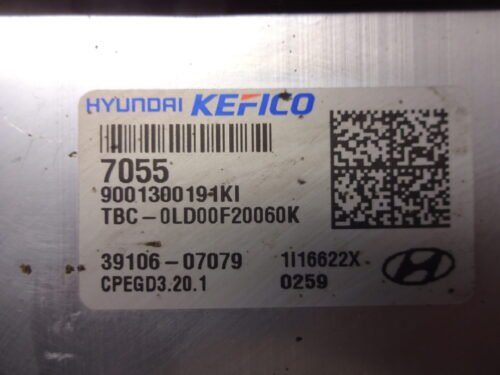 HYUNDAI KEFICO
7055
9001300191KI
TBC-0LD00F20060K
39106-07079 1I16622X
CPEGD3.20.1 0259